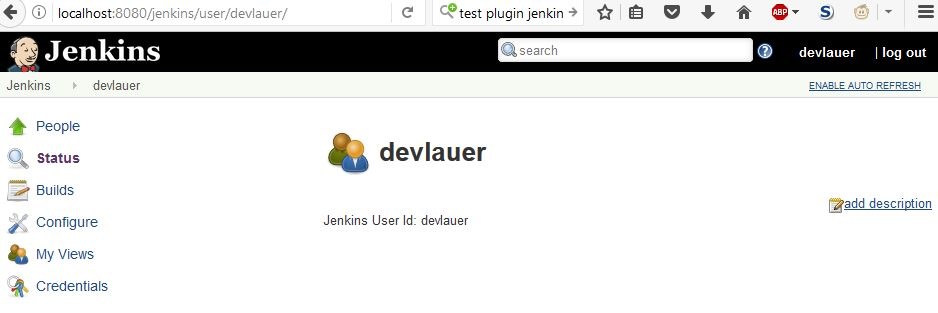 localhost:8080/jenkins/user/devlauer/
test plugin jenkin
ABP
S
Jenkins
search
devlauer
| log out
Jenkins
devlauer
ENABLE AUTO REFRESH
People
Status
Builds
Configure
My Views
Credentials
devlauer
add description
Jenkins User Id: devlauer